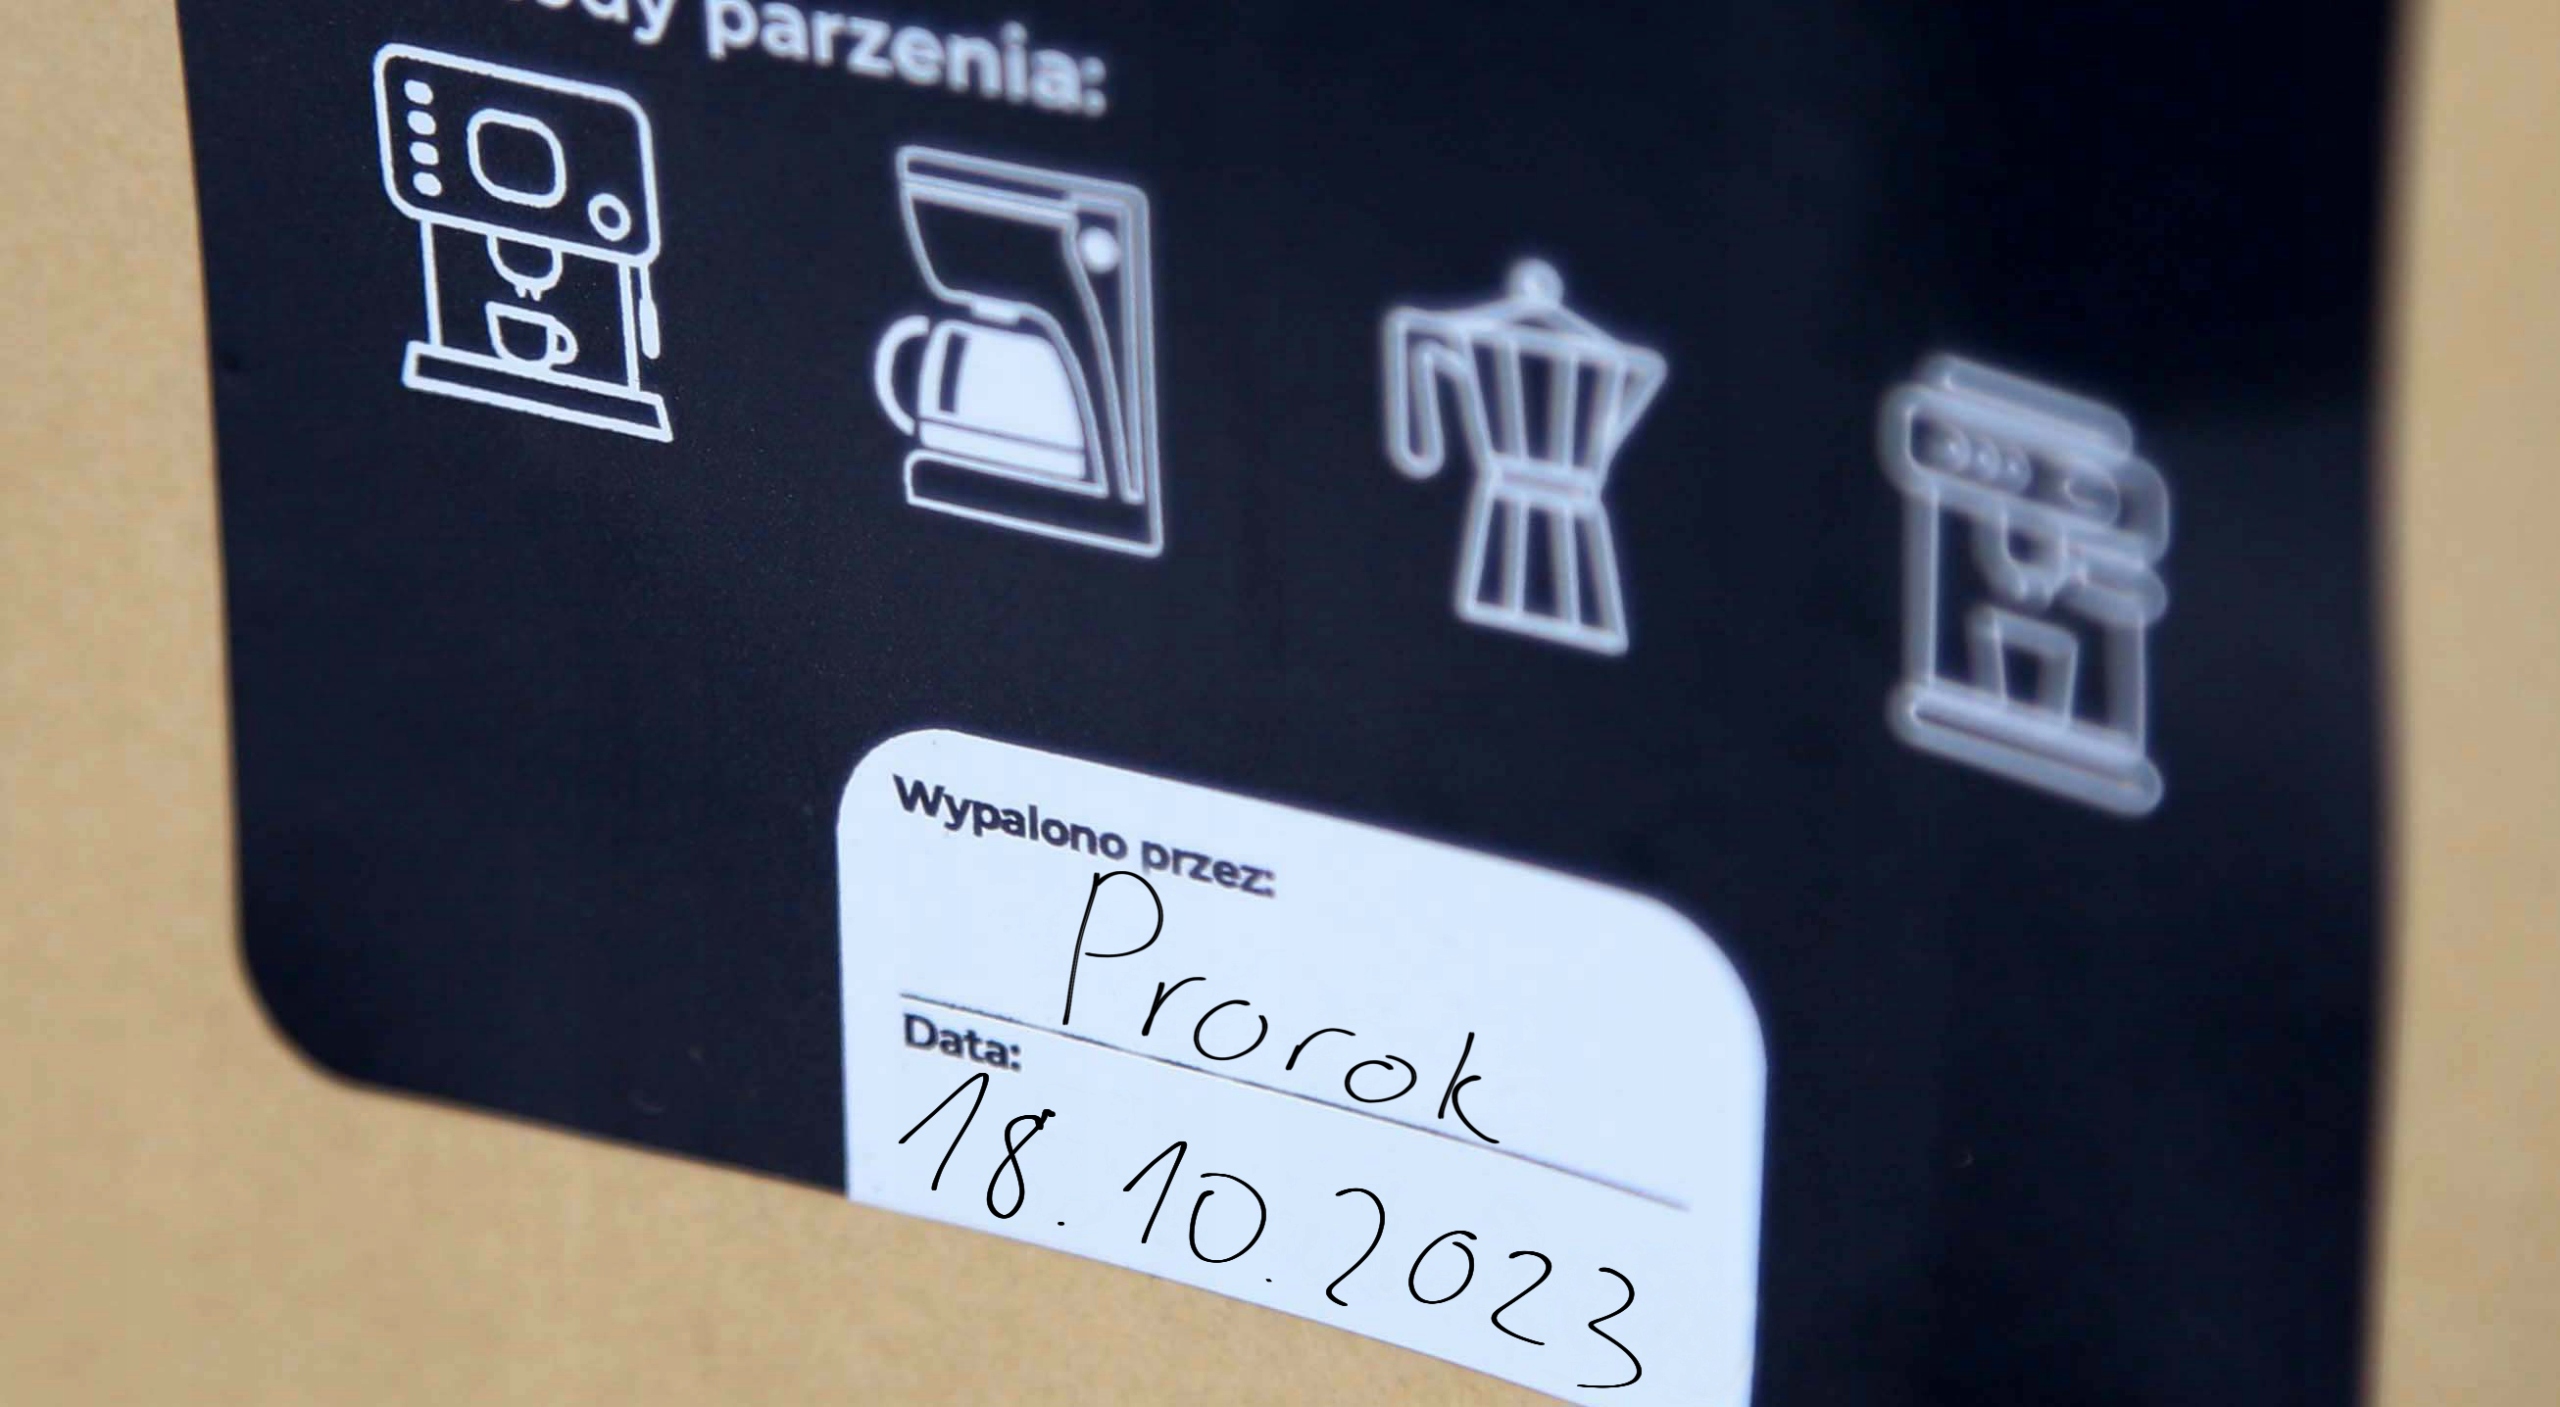 parzenia:
Wypalono przez:
Prorok
Data:
18.10.2023